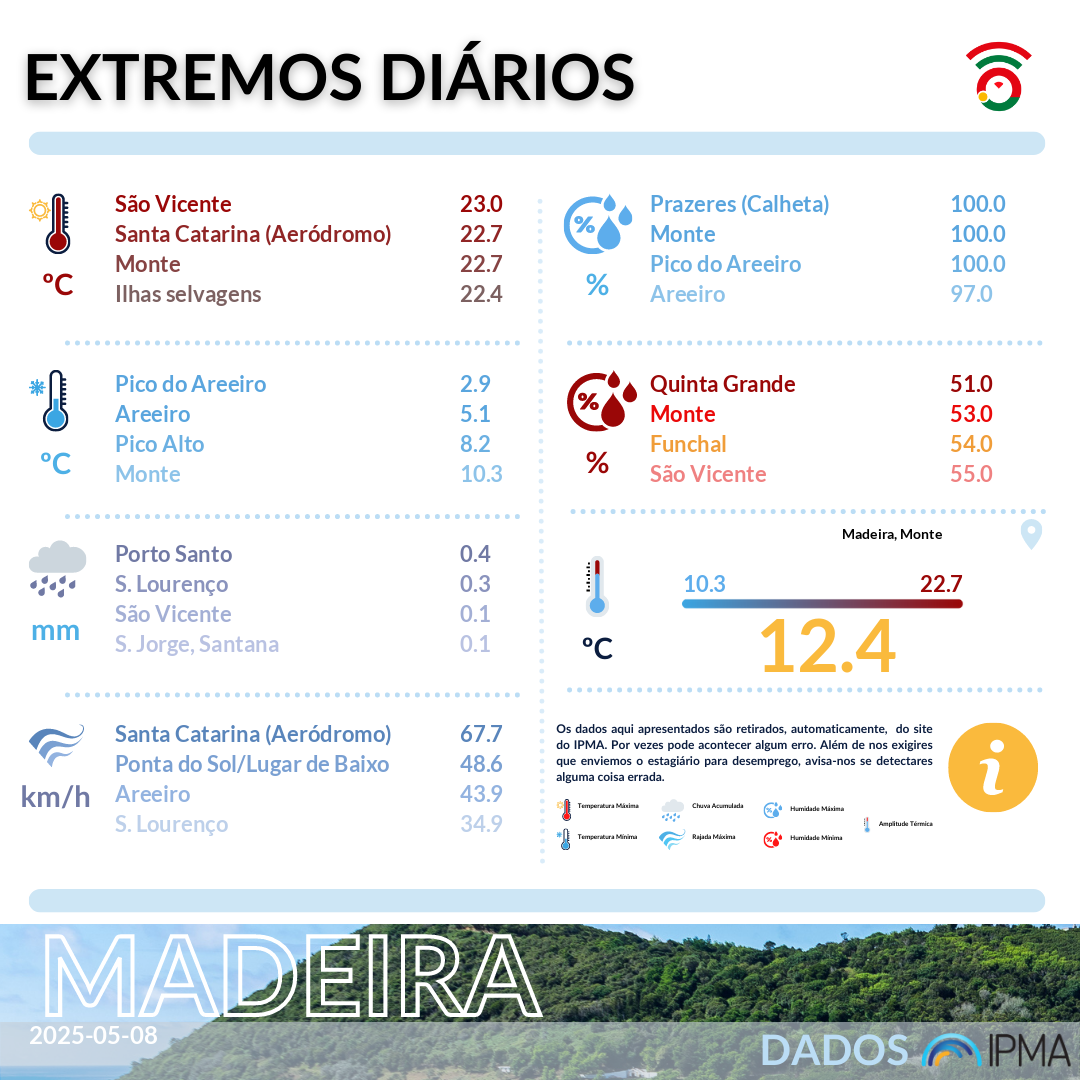 EXTREMOS DIÁRIOS
São Vicente 23.0
Santa Catarina (Aeródromo) 22.7
Monte 22.7
Ilhas selvagens 22.4
ºC
Pico do Areeiro 2.9
Areeiro 5.1
Pico Alto 8.2
Monte 10.3
ºC
Porto Santo 0.4
S. Lourenço 0.3
São Vicente 0.1
S. Jorge, Santana 0.1
mm
Santa Catarina (Aeródromo) 67.7
Ponta do Sol/Lugar de Baixo 48.6
Areeiro 43.9
S. Lourenço 34.9
km/h
Prazeres (Calheta) 100.0
Monte 100.0
Pico do Areeiro 100.0
Areeiro 97.0
%
%
Quinta Grande 51.0
Monte 53.0
Funchal 54.0
São Vicente 55.0
%
%
Madeira, Monte
10.3 22.7
12.4
ºC
Os dados aqui apresentados são retirados, automaticamente, do site
do IPMA. Por vezes pode acontecer algum erro. Além de nos exigires
que enviemos o estagiário para desemprego, avisa-nos se detectares
alguma coisa errada.
i
Temperatura Máxima
Chuva Acumulada
Humidade Máxima
Amplitude Térmica
Temperatura Mínima
Rajada Máxima
Humidade Mínima
MADEIRA
2025-05-08
DADOS IPMA